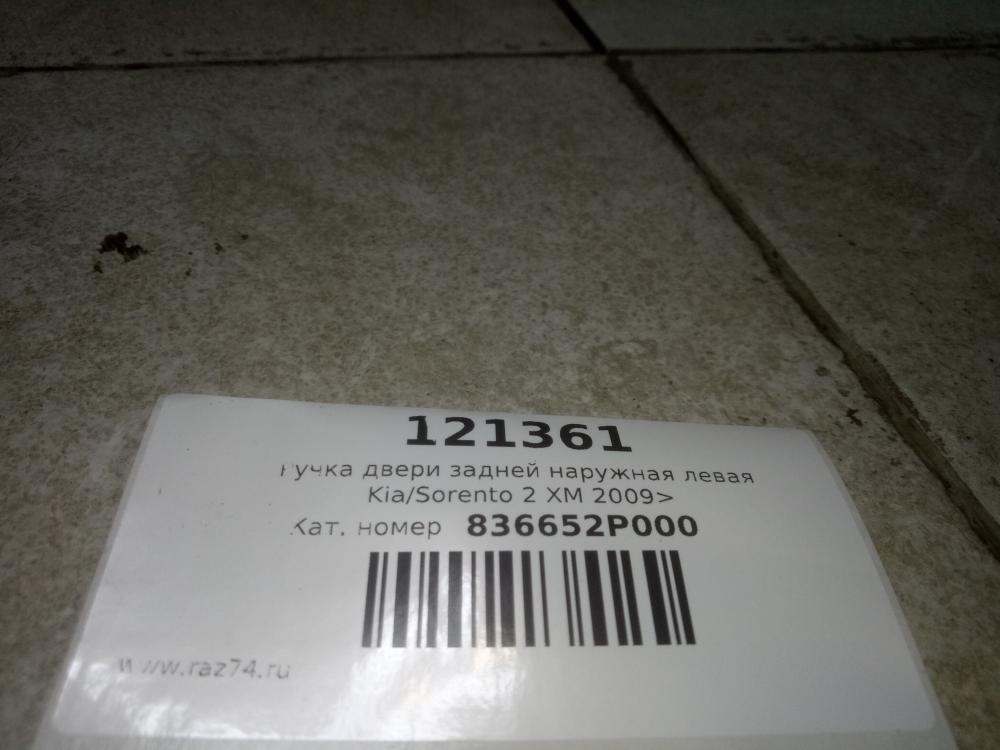 121361
Ручка двери задней наружная левая
Kia/Sorento 2 XM 2009>
Кат. номер 836652P000
www.raz74.ru